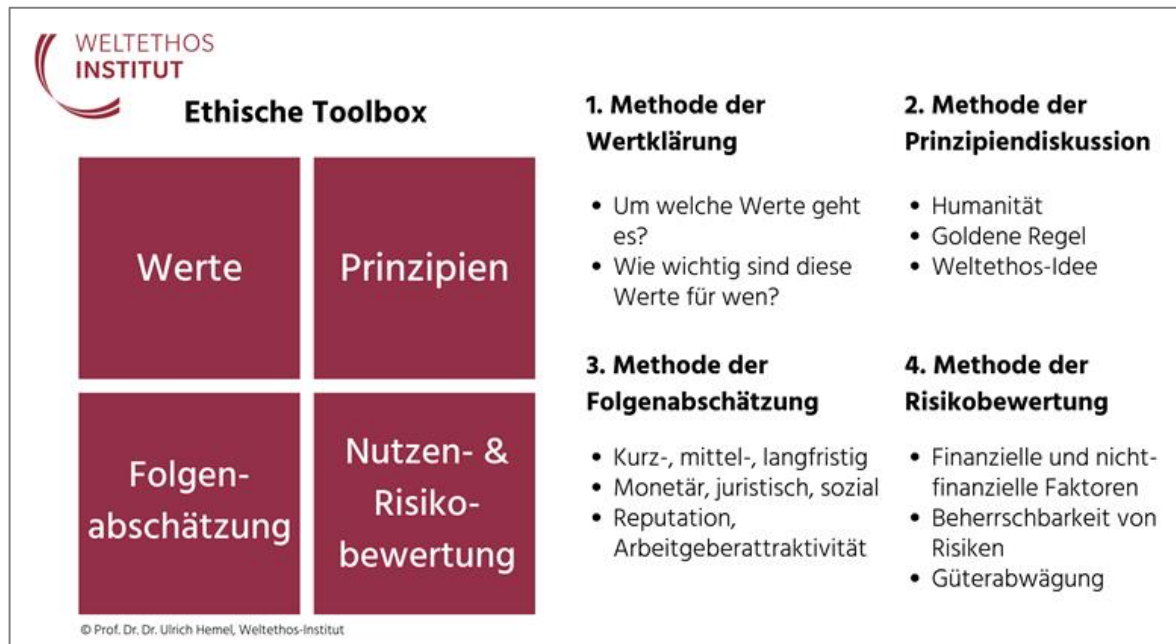 WELTETHOS
INSTITUT
Ethische Toolbox
Werte
Prinzipien
Folgen-
abschätzung
Nutzen- &
Risiko-
bewertung
© Prof. Dr. Dr. Ulrich Hemel, Weltethos-Institut
1. Methode der
Wertklärung
• Um welche Werte geht
es?
• Wie wichtig sind diese
Werte für wen?
2. Methode der
Prinzipiendiskussion
• Humanität
• Goldene Regel
• Weltethos-Idee
3. Methode der
Folgenabschätzung
• Kurz-, mittel-, langfristig
• Monetär, juristisch, sozial
• Reputation,
Arbeitgeberattraktivität
4. Methode der
Risikobewertung
• Finanzielle und nicht-
finanzielle Faktoren
• Beherrschbarkeit von
Risiken
• Güterabwägung